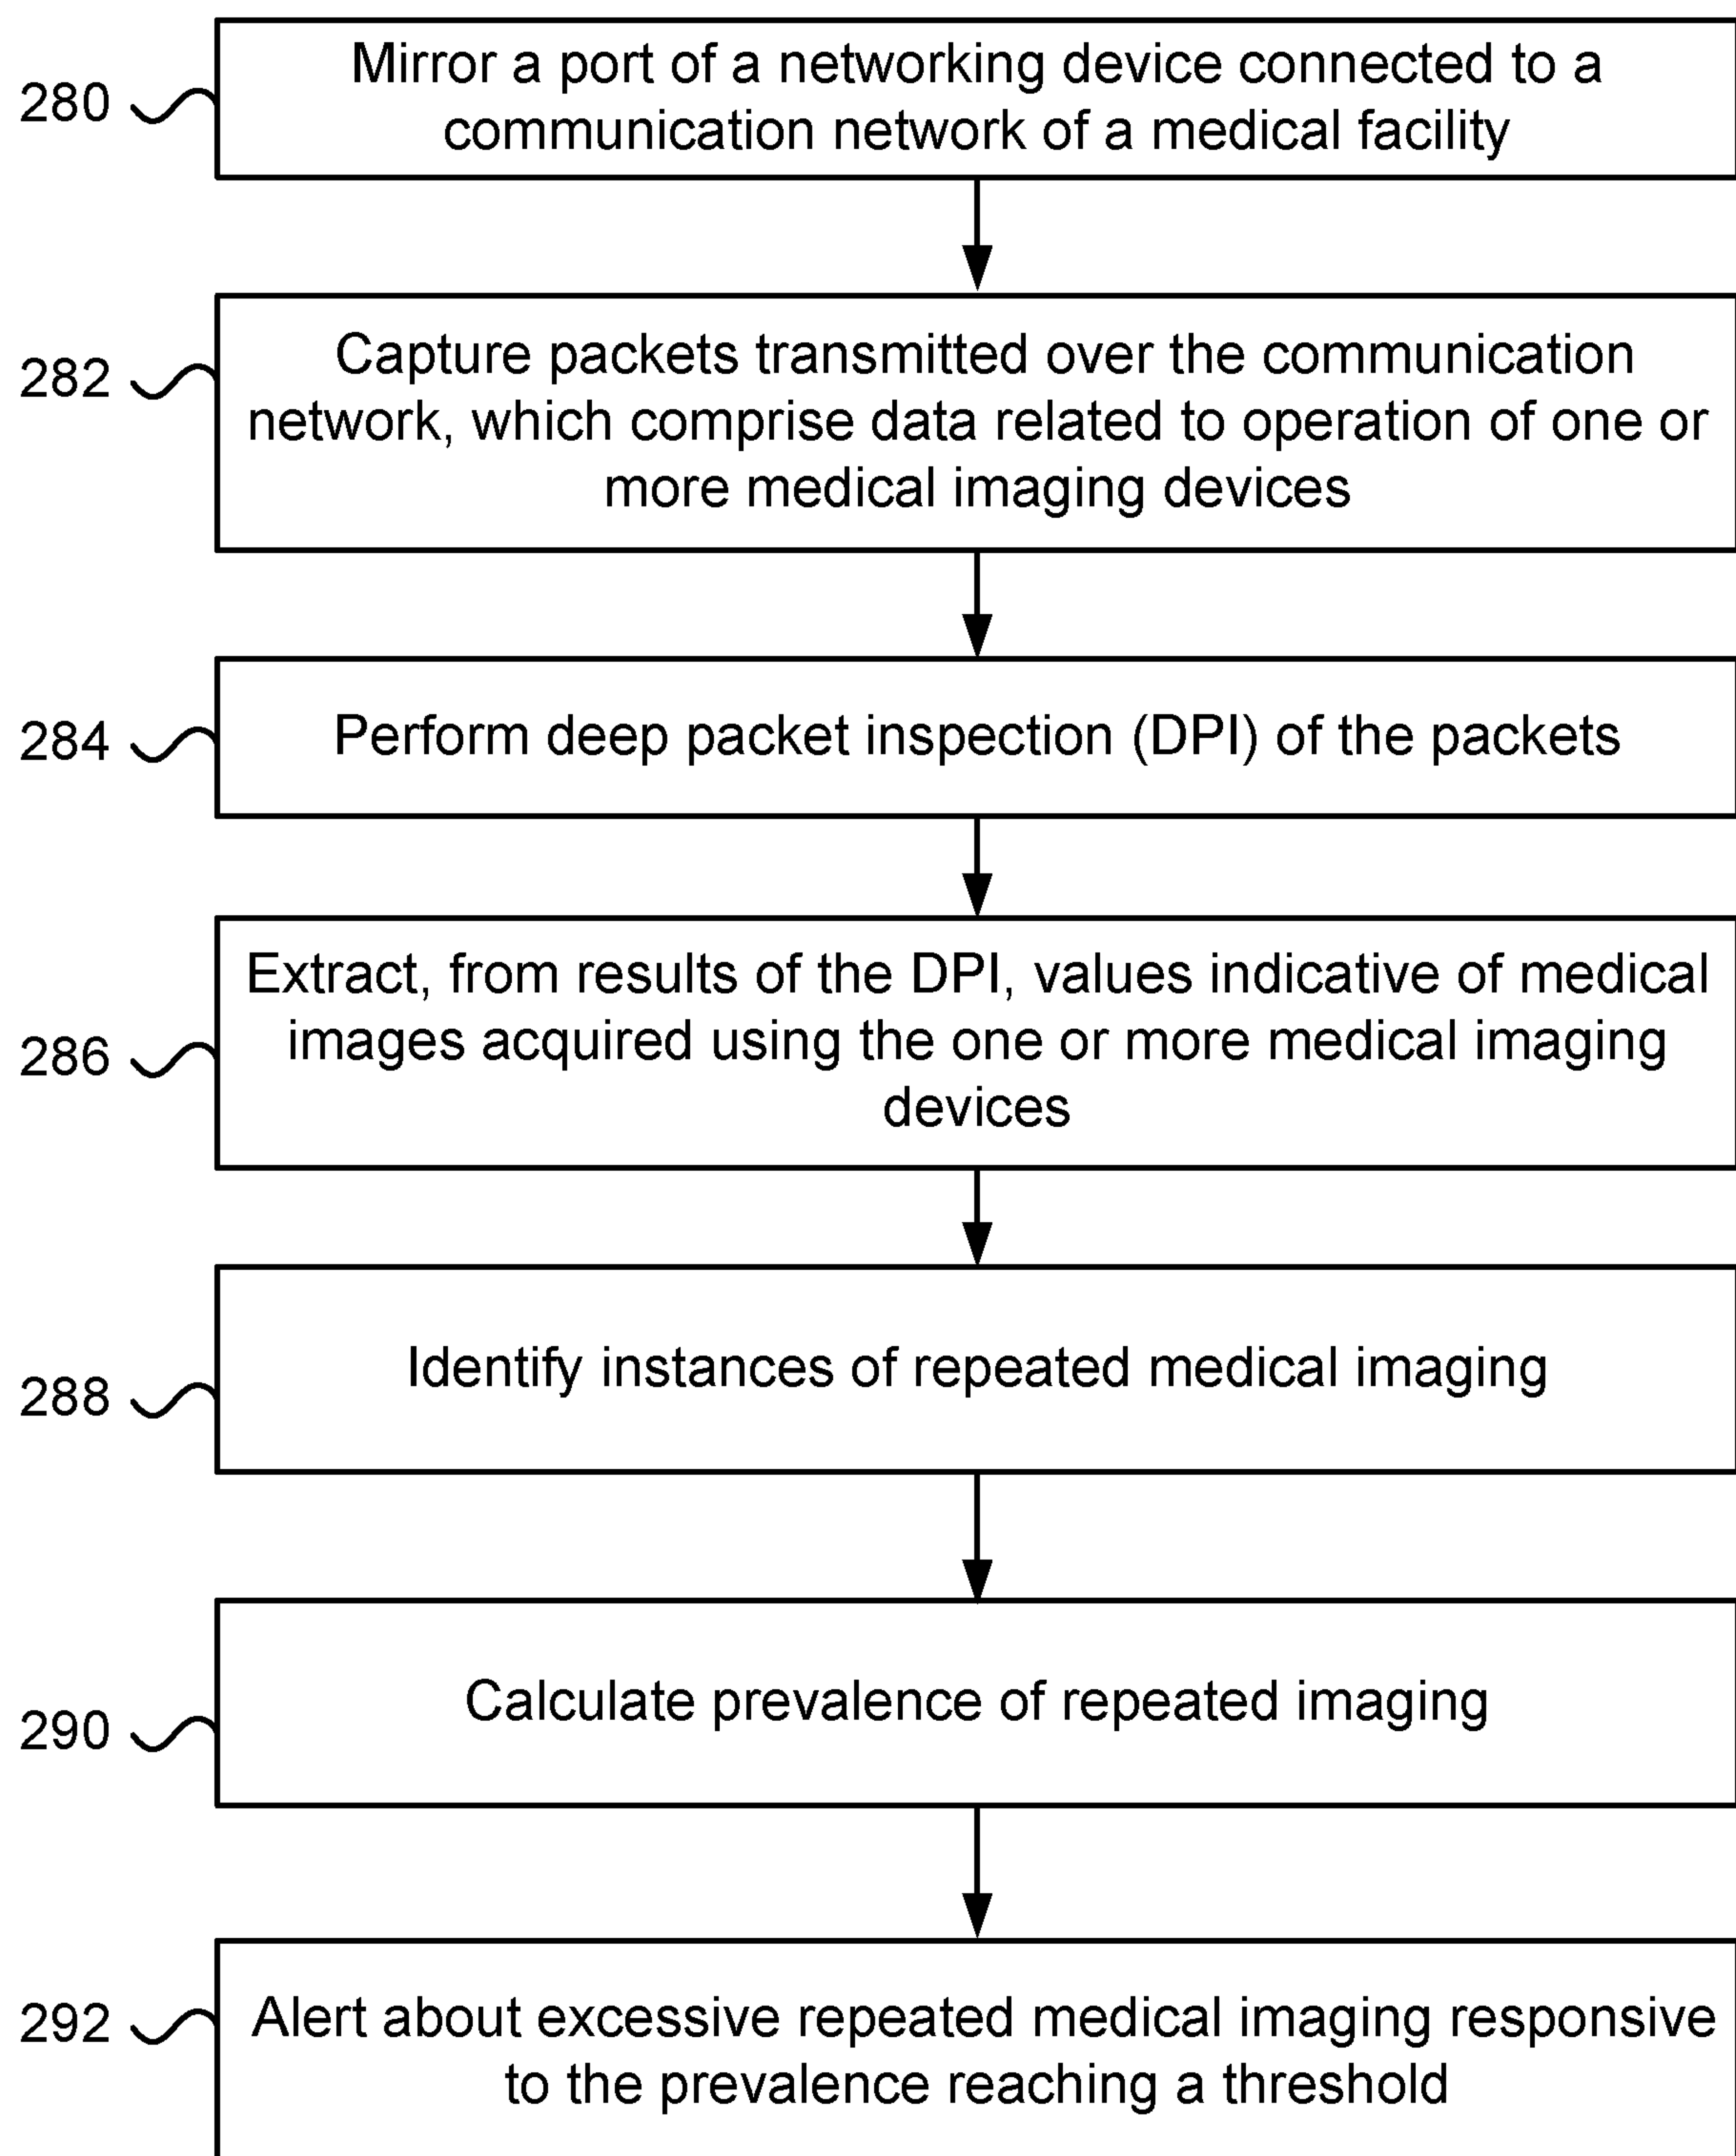 280
Mirror a port of a networking device connected to a
communication network of a medical facility
282
Capture packets transmitted over the communication
network, which comprise data related to operation of one or
more medical imaging devices
284
Perform deep packet inspection (DPI) of the packets
286
Extract, from results of the DPI, values indicative of medical
images acquired using the one or more medical imaging
devices
288
Identify instances of repeated medical imaging
290
Calculate prevalence of repeated imaging
292
Alert about excessive repeated medical imaging responsive
to the prevalence reaching a threshold